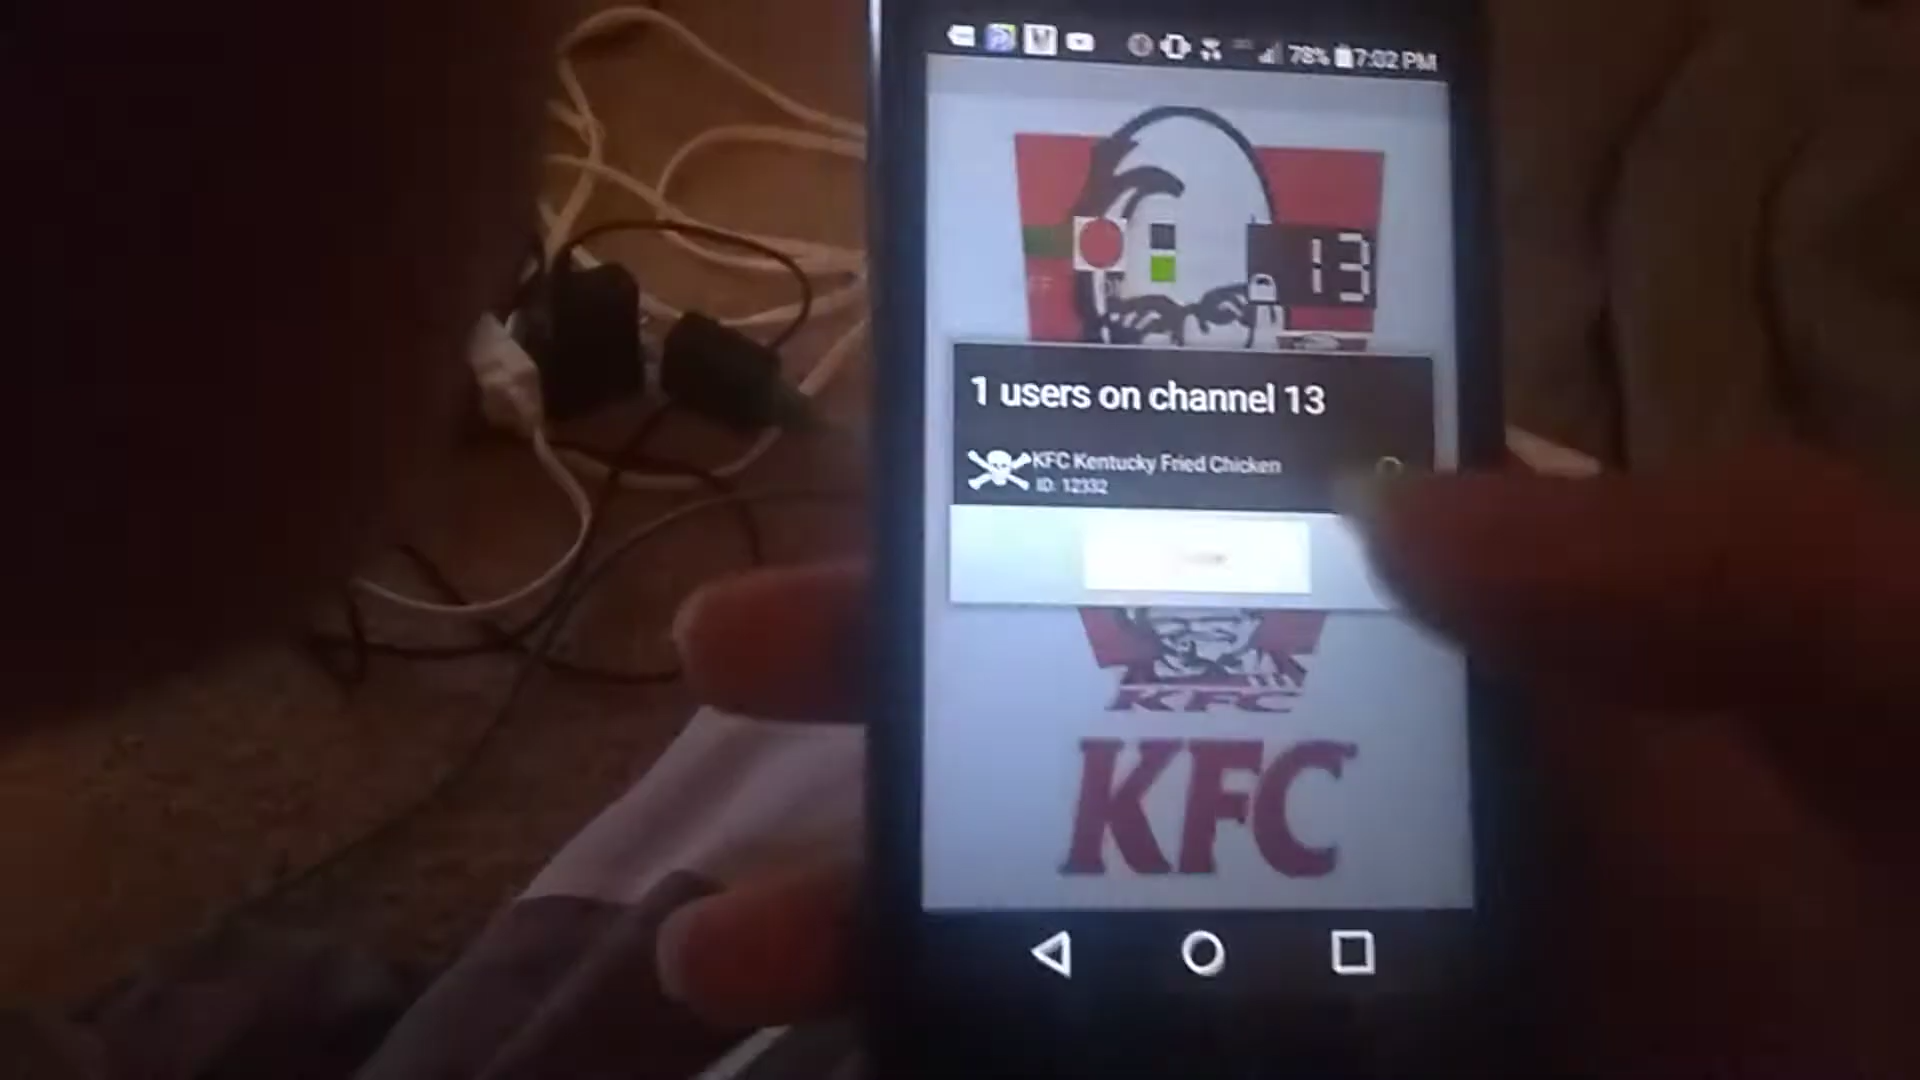 78% 7:02 PM
13
1 users on channel 13
KFC Kentucky Fried Chicken
ID: 12332
KFC
KFC